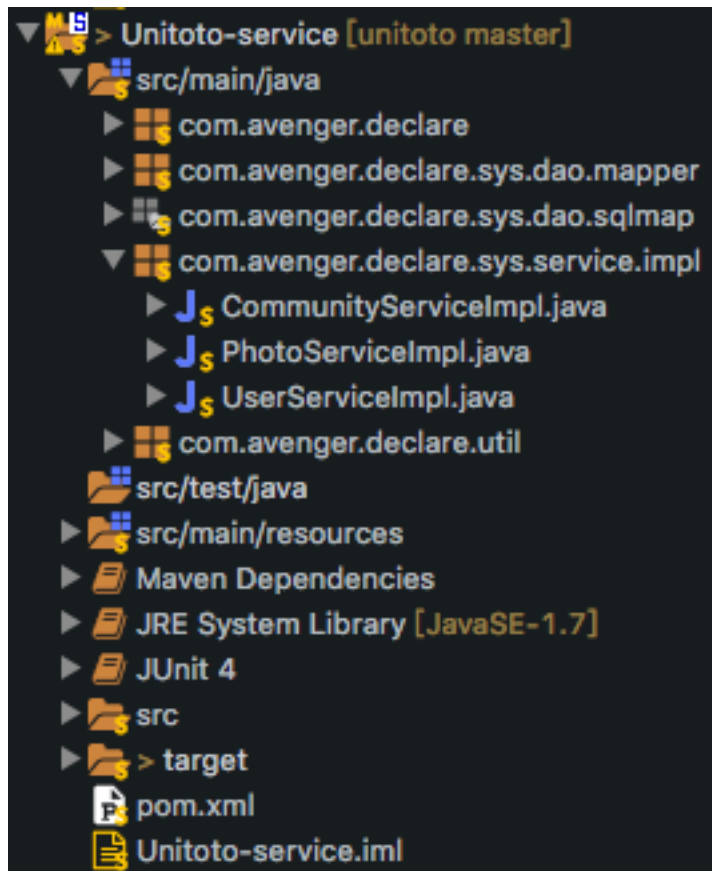 > Unitoto-service [unitoto master]
src/main/java
com.avenger.declare
com.avenger.declare.sys.dao.mapper
com.avenger.declare.sys.dao.sqlmap
com.avenger.declare.sys.service.impl
CommunityServiceImpl.java
PhotoServiceImpl.java
UserServiceImpl.java
com.avenger.declare.util
src/test/java
src/main/resources
Maven Dependencies
JRE System Library [JavaSE-1.7]
JUnit 4
src
> target
pom.xml
Unitoto-service.iml